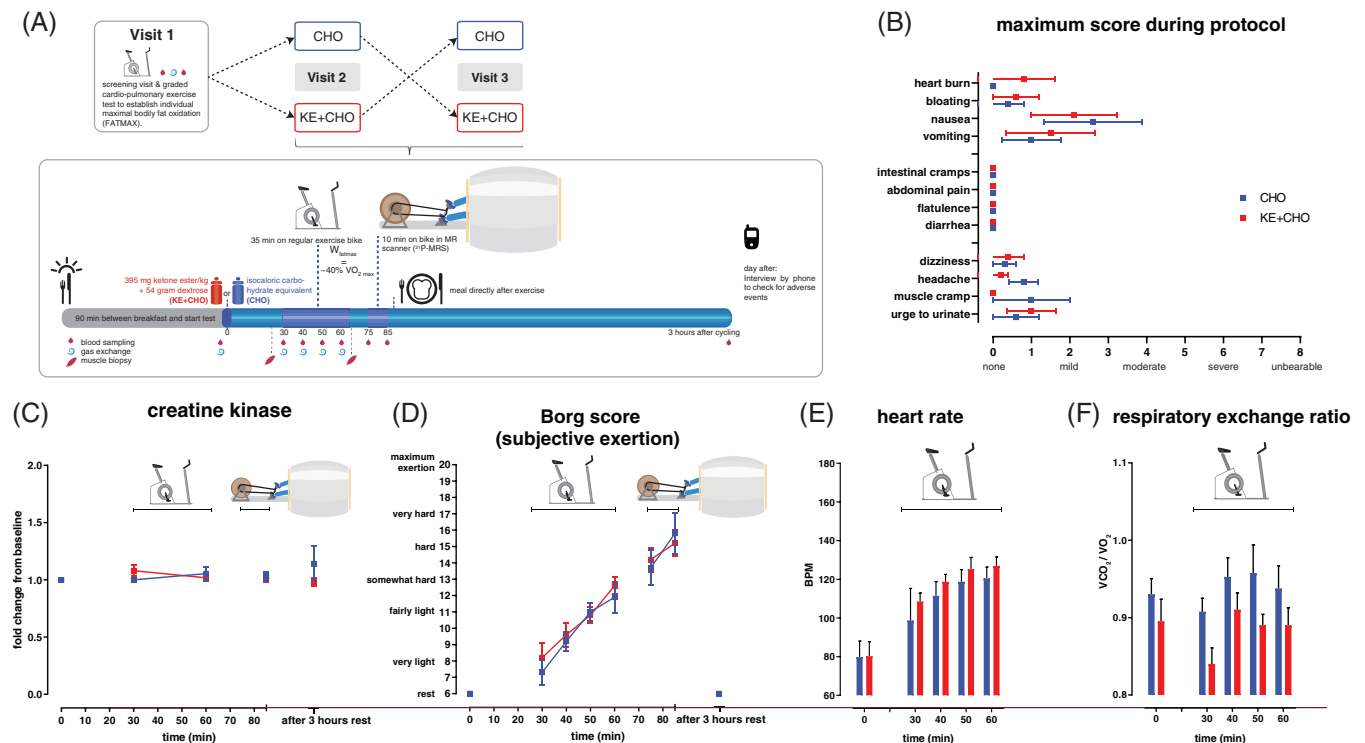 (A)
Visit 1
screening visit & graded
cardio-pulmonary exercise
test to establish individual
maximal bodily fat oxidation
(FATMAX).
CHO
CHO
Visit 2
Visit 3
KE+CHO
KE+CHO
35 min on regular exercise bike
W fatmax
=
~40% VO2 max
10 min on bike in MR
scanner (31P-MRS)
395 mg ketone ester/kg
+ 54 gram dextrose
(KE+CHO)
or
isocaloric carbo-
hydrate equivalent
(CHO)
meal directly after exercise
day after:
Interview by phone
to check for adverse
events
90 min between breakfast and start test
0 30 40 50 60 75 85
3 hours after cycling
blood sampling
gas exchange
muscle biopsy
(B)
maximum score during protocol
heart burn
bloating
nausea
vomiting
intestinal cramps
abdominal pain
flatulence
diarrhea
dizziness
headache
muscle cramp
urge to urinate
CHO
KE+CHO
0 1 2 3 4 5 6 7 8
none mild moderate severe unbearable
(C)
creatine kinase
fold change from baseline
2.0
1.5
1.0
0.5
0.0
0 10 20 30 40 50 60 70 80
after 3 hours rest
time (min)
(D)
Borg score
(subjective exertion)
maximum
exertion
very hard
hard
somewhat hard
fairly light
very light
rest
20
19
18
17
16
15
14
13
12
11
10
9
8
7
6
0 10 20 30 40 50 60 70 80
after 3 hours rest
time (min)
(E)
heart rate
BPM
180
160
140
120
100
80
60
0 30 40 50 60
time (min)
(F)
respiratory exchange ratio
VCO2 / VO2
1.1
1.0
0.9
0.8
0 30 40 50 60
time (min)